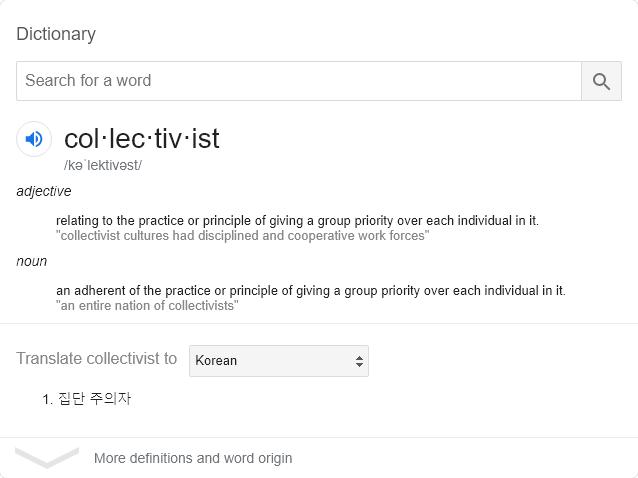 Dictionary
Search for a word
col·lec·tiv·ist
/kəˈlektivəst/
adjective
relating to the practice or principle of giving a group priority over each individual in it.
"collectivist cultures had disciplined and cooperative work forces"
noun
an adherent of the practice or principle of giving a group priority over each individual in it.
"an entire nation of collectivists"
Translate collectivist to Korean
1. 집단 주의자
More definitions and word origin